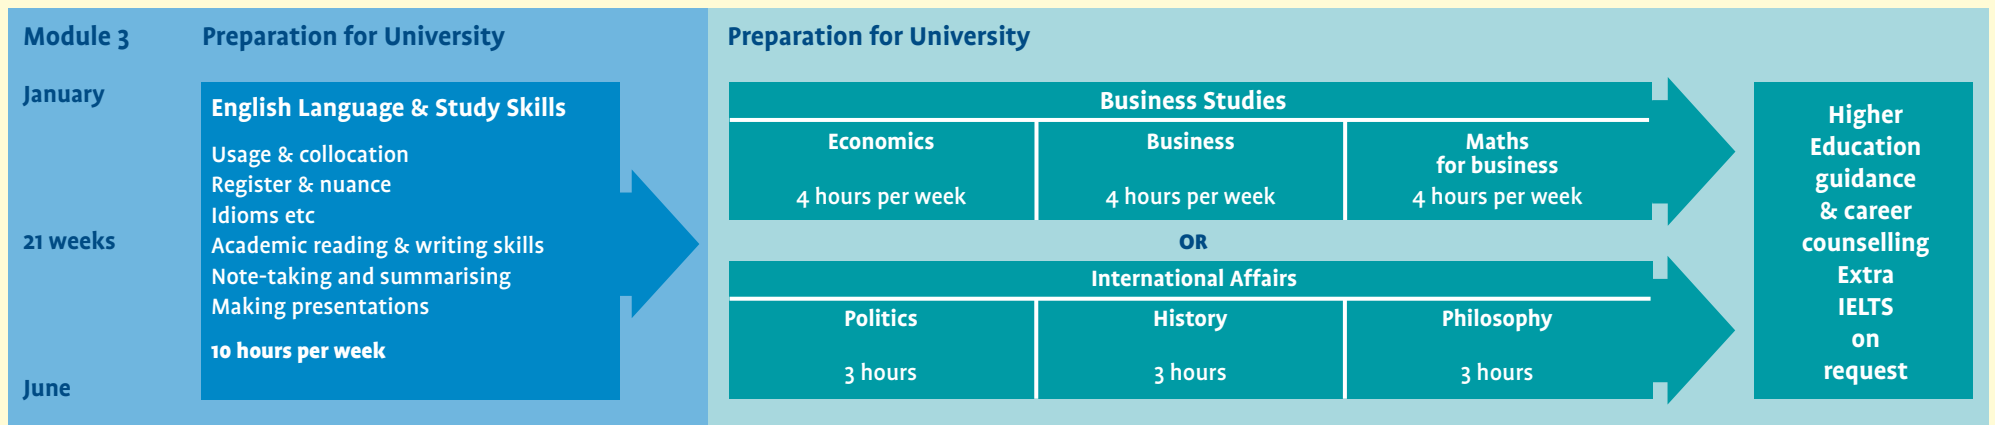 Module 3
January
21 weeks
June
Preparation for University
English Language & Study Skills
Usage & collocation
Register & nuance
Idioms etc
Academic reading & writing skills
Note-taking and summarising
Making presentations
10 hours per week
Preparation for University
Business Studies
Economics
4 hours per week
Business
4 hours per week
Maths
for business
4 hours per week
OR
International Affairs
Politics
3 hours
History
3 hours
Philosophy
3 hours
Higher
Education
guidance
& career
counselling
Extra
IELTS
on
request